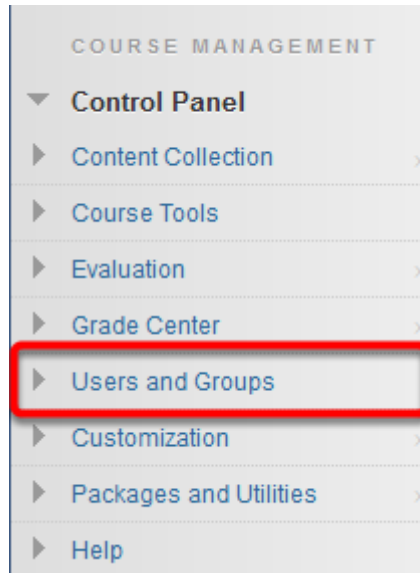 COURSE MANAGEMENT
Control Panel
Content Collection
Course Tools
Evaluation
Grade Center
Users and Groups
Customization
Packages and Utilities
Help